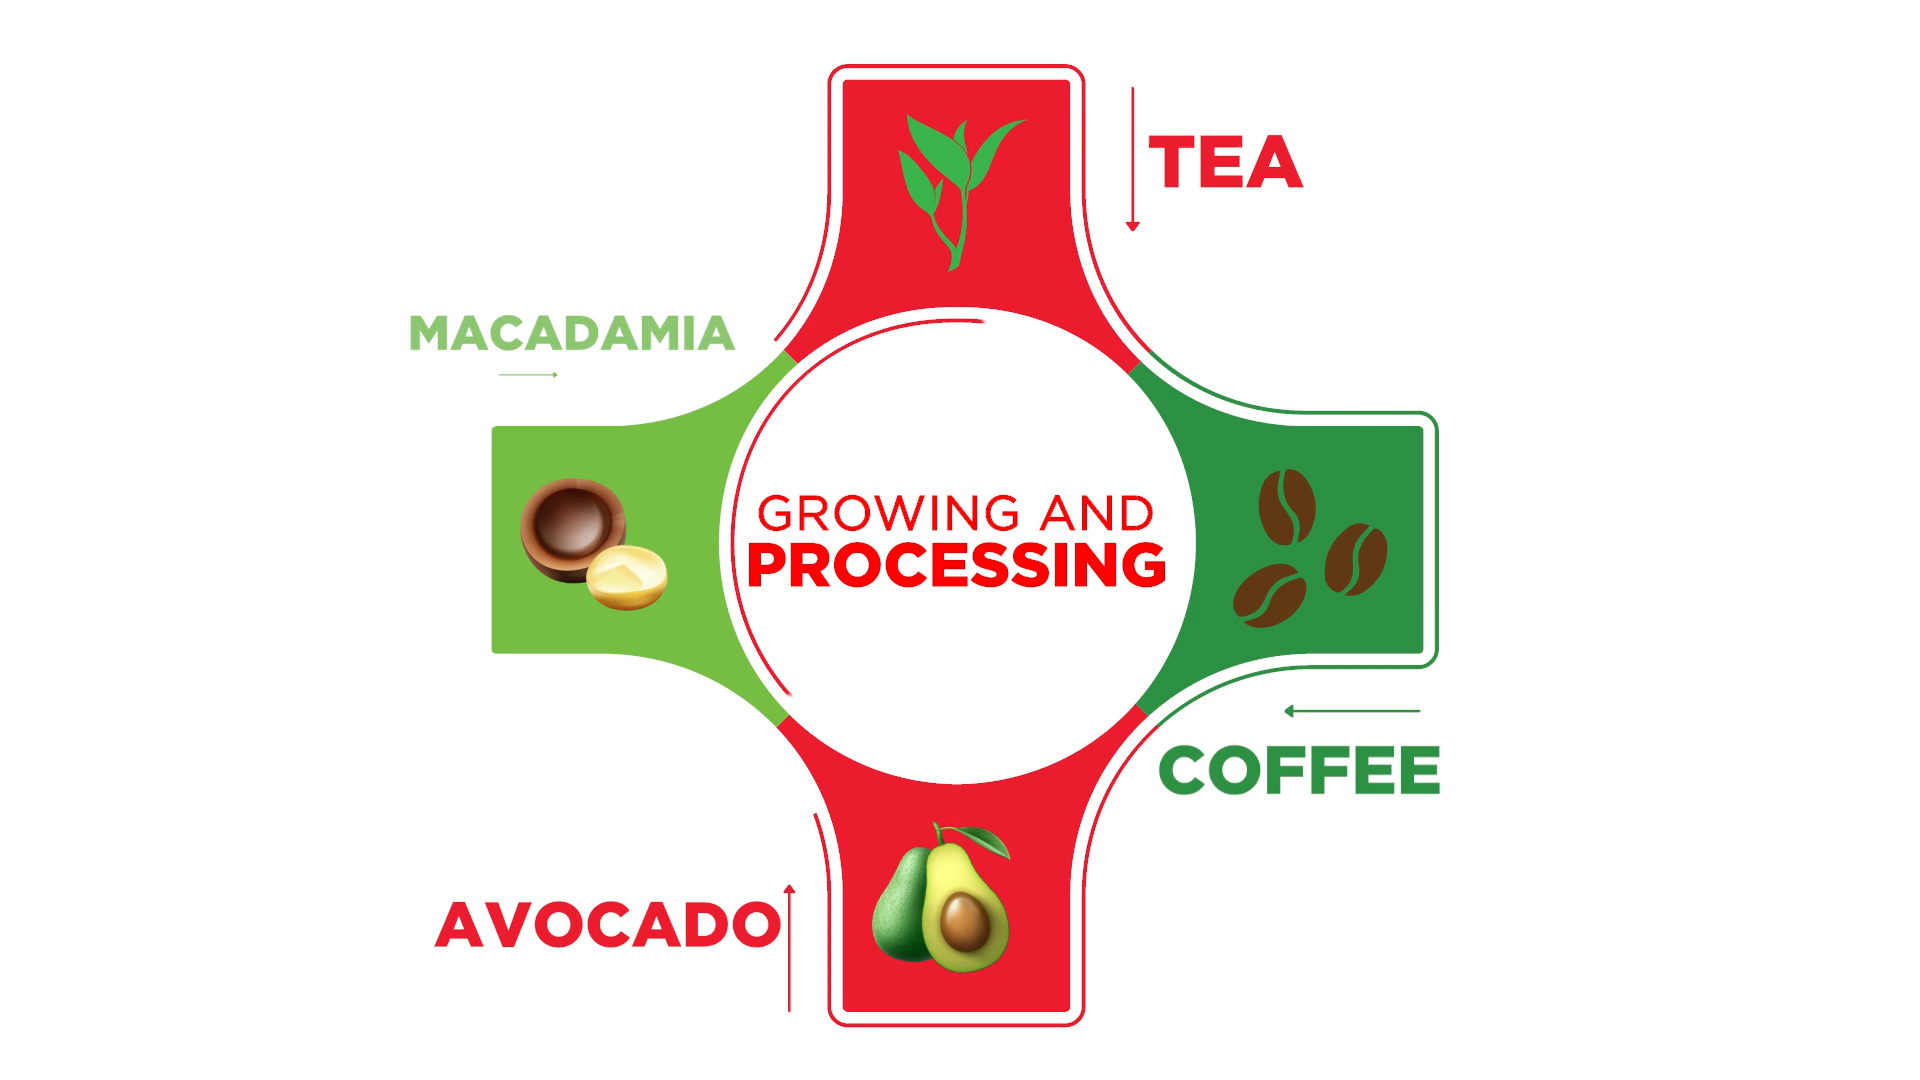 TEA
MACADAMIA
GROWING AND
PROCESSING
COFFEE
AVOCADO